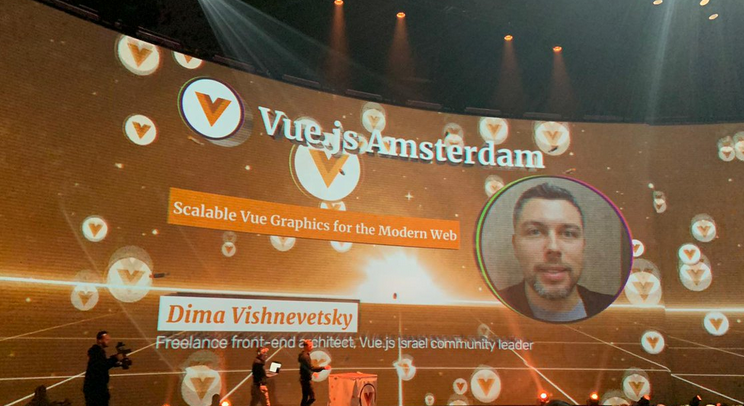 Vue.js Amsterdam
Scalable Vue Graphics for the Modern Web
Dima Vishnevetsky
Freelance front-end architect, Vue.js Israel community leader